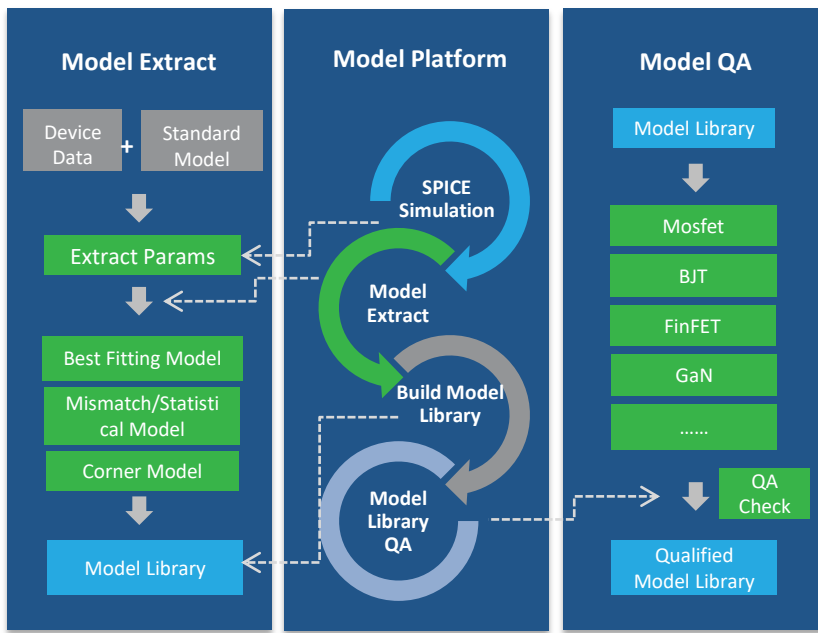 Model Extract
Device
Data
+
Standard
Model
Extract Params
Best Fitting Model
Mismatch/Statisti
cal Model
Corner Model
Model Library
Model Platform
SPICE
Simulation
Model
Extract
Build Model
Library
Model
Library
QA
Model QA
Model Library
Mosfet
BJT
FinFET
GaN
......
QA
Check
Qualified
Model Library